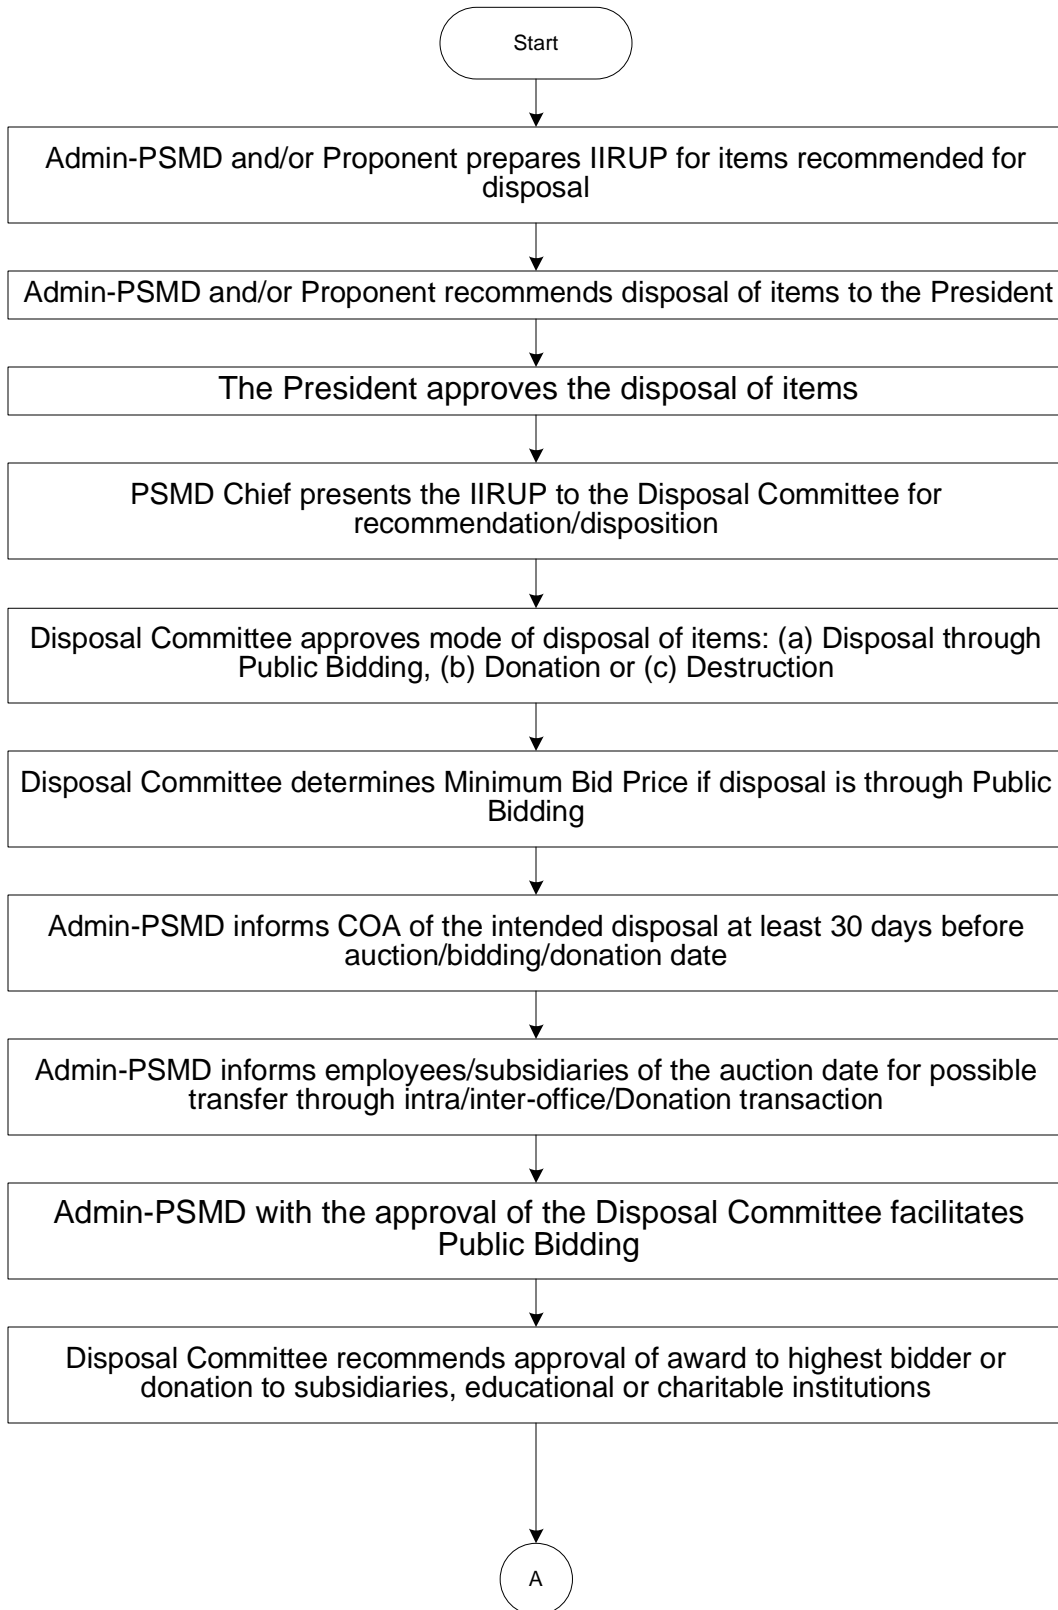 Start
Admin-PSMD and/or Proponent prepares IIRUP for items recommended for
disposal
Admin-PSMD and/or Proponent recommends disposal of items to the President
The President approves the disposal of items
PSMD Chief presents the IIRUP to the Disposal Committee for
recommendation/disposition
Disposal Committee approves mode of disposal of items: (a) Disposal through
Public Bidding, (b) Donation or (c) Destruction
Disposal Committee determines Minimum Bid Price if disposal is through Public
Bidding
Admin-PSMD informs COA of the intended disposal at least 30 days before
auction/bidding/donation date
Admin-PSMD informs employees/subsidiaries of the auction date for possible
transfer through intra/inter-office/Donation transaction
Admin-PSMD with the approval of the Disposal Committee facilitates
Public Bidding
Disposal Committee recommends approval of award to highest bidder or
donation to subsidiaries, educational or charitable institutions
A